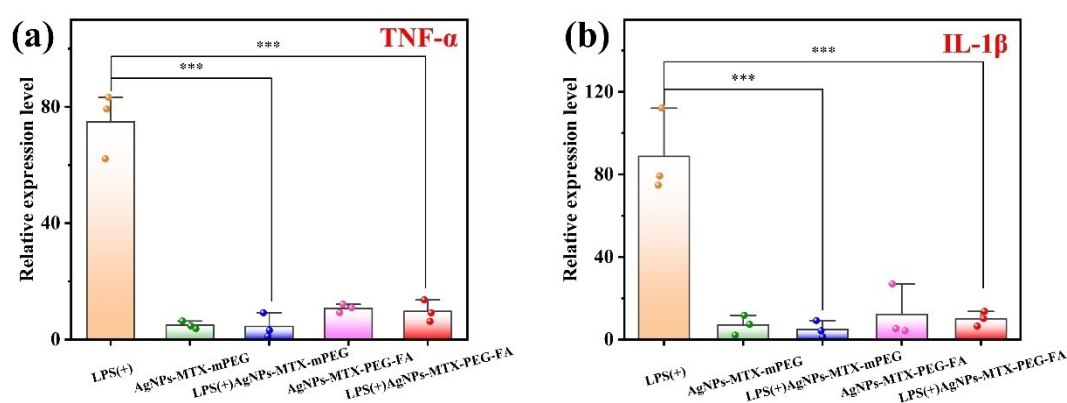 (a)
TNF-α
***
***
Relative expression level
80
40
0
LPS(+)
AgNPs-MTX-mPEG
LPS(+)AgNPs-MTX-mPEG
AgNPs-MTX-PEG-FA
LPS(+)AgNPs-MTX-PEG-FA
(b)
IL-1β
***
***
Relative expression level
120
80
40
0
LPS(+)
AgNPs-MTX-mPEG
LPS(+)AgNPs-MTX-mPEG
AgNPs-MTX-PEG-FA
LPS(+)AgNPs-MTX-PEG-FA